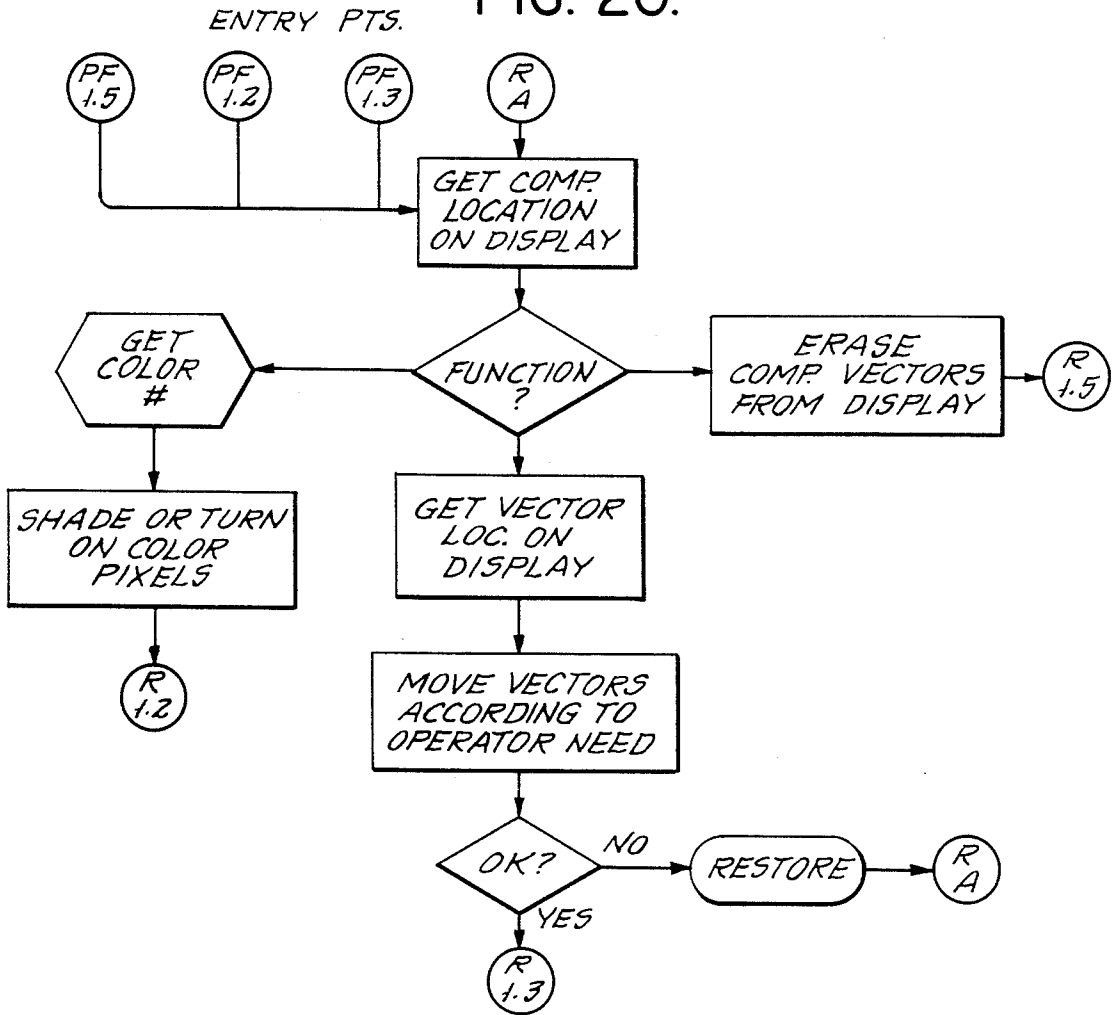 FIG. 20.
ENTRY PTS.
PF
1.5
PF
1.2
PF
1.3
R
A
GET COMP.
LOCATION
ON DISPLAY
GET
COLOR
#
FUNCTION
?
ERASE
COMP. VECTORS
FROM DISPLAY
R
1.5
SHADE OR TURN
ON COLOR
PIXELS
GET VECTOR
LOC. ON
DISPLAY
R
1.2
MOVE VECTORS
ACCORDING TO
OPERATOR NEED
OK?
NO
RESTORE
R
A
YES
R
1.3